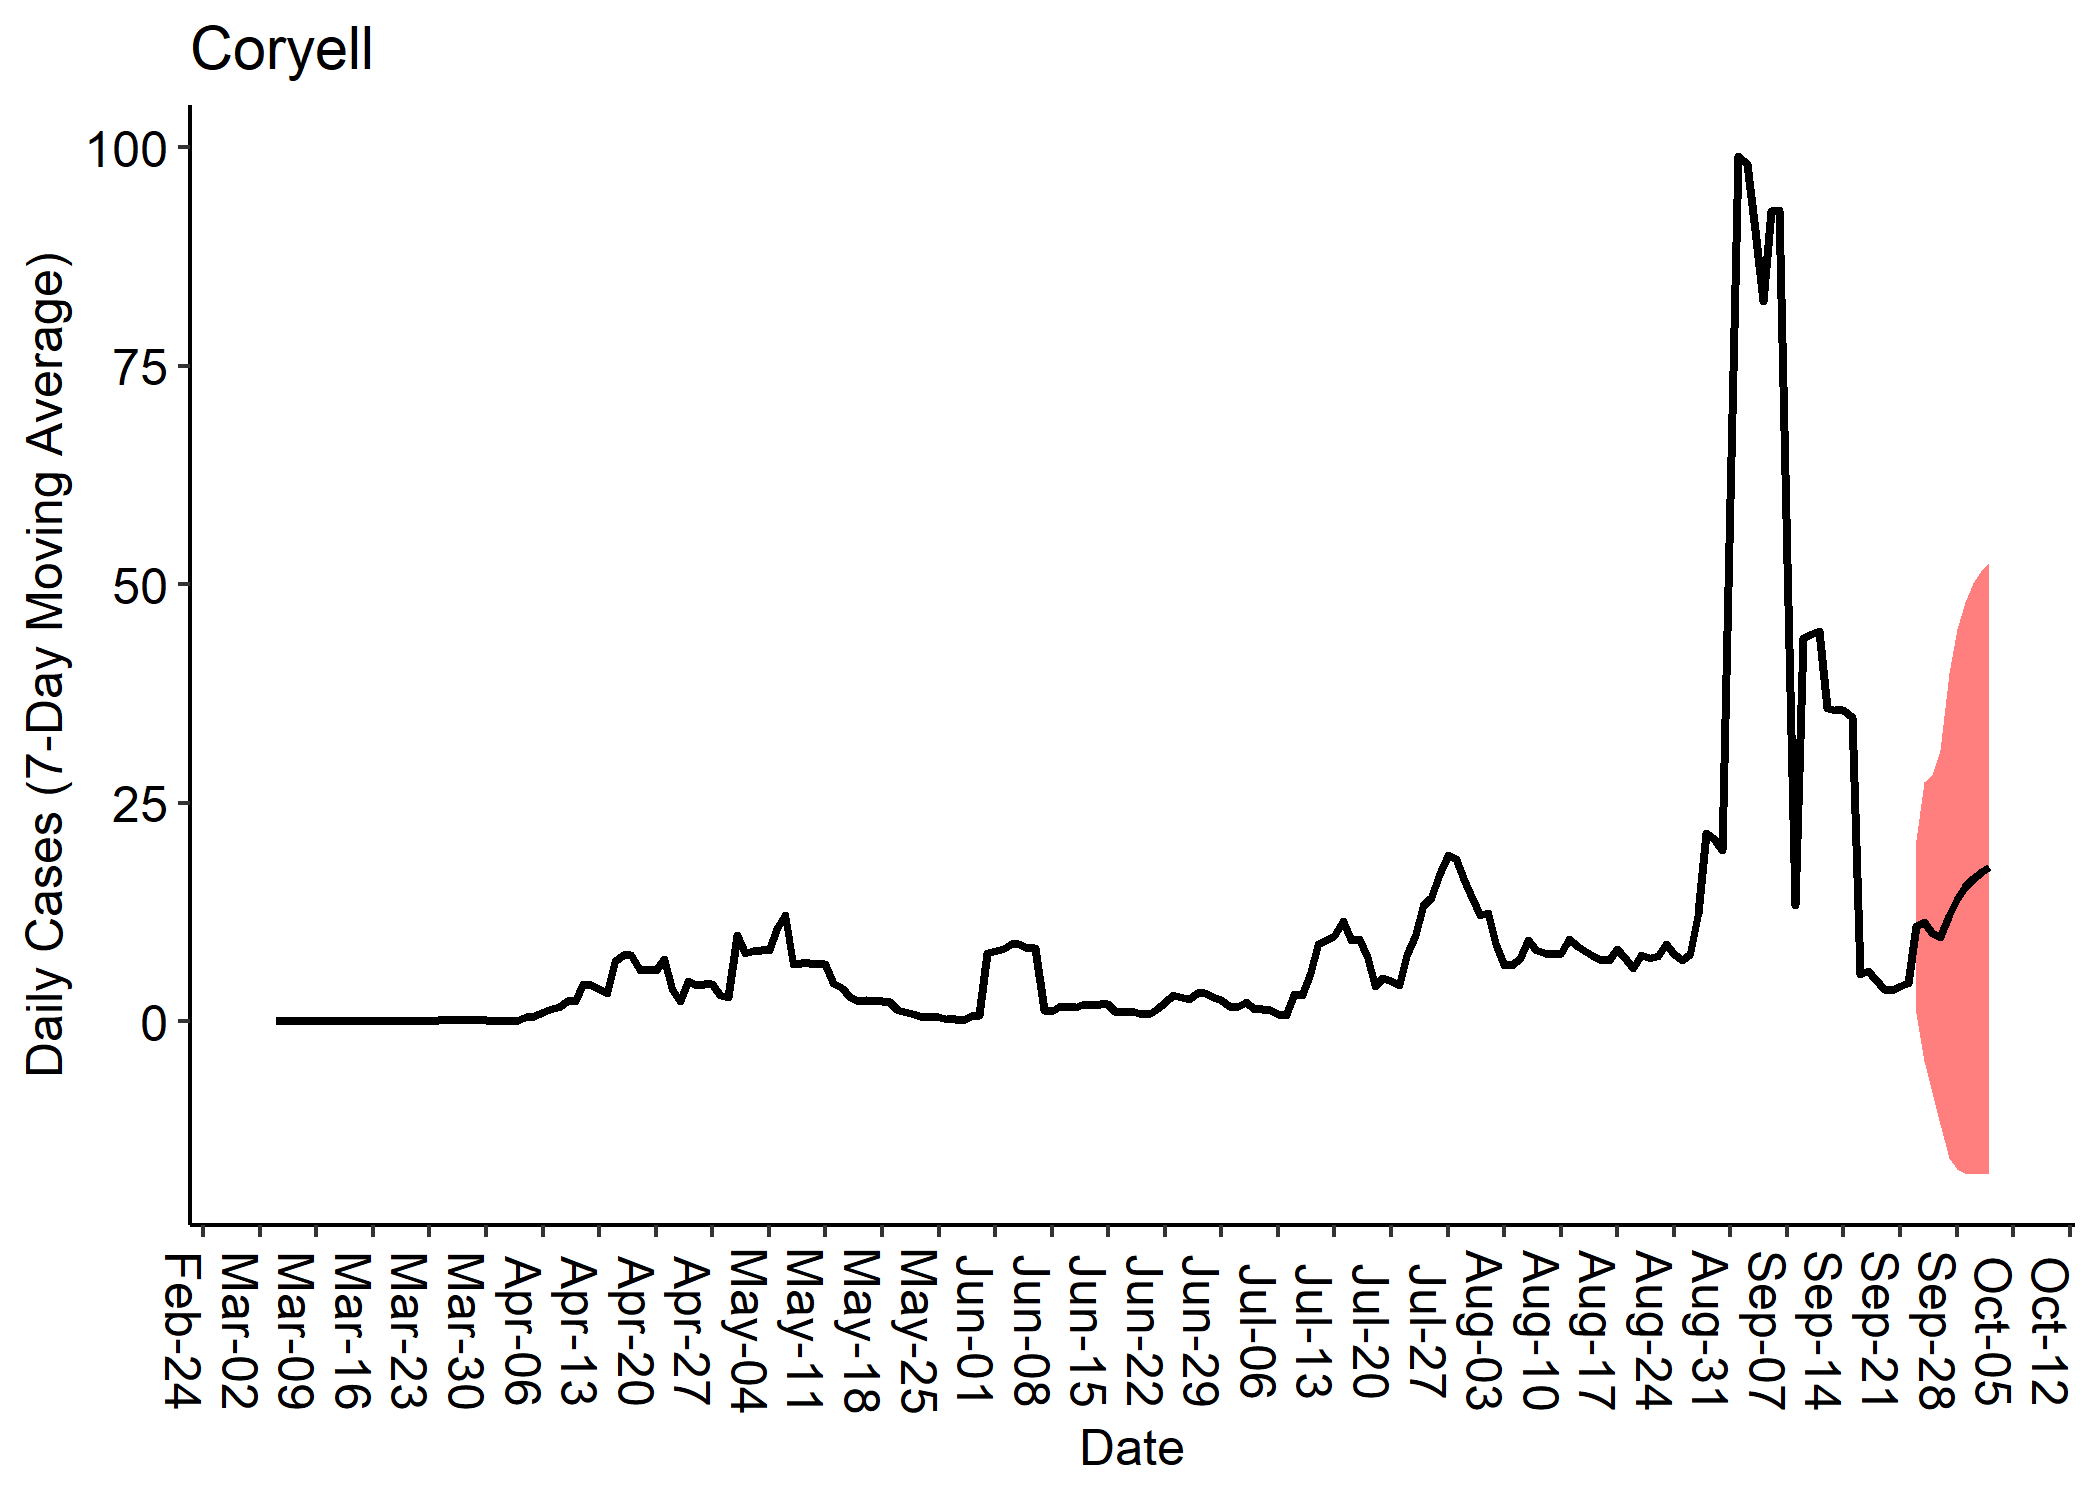 Coryell
Daily Cases (7-Day Moving Average)
100
75
50
25
0
Feb-24
Mar-02
Mar-09
Mar-16
Mar-23
Mar-30
Apr-06
Apr-13
Apr-20
Apr-27
May-04
May-11
May-18
May-25
Jun-01
Jun-08
Jun-15
Jun-22
Jun-29
Jul-06
Jul-13
Jul-20
Jul-27
Aug-03
Aug-10
Aug-17
Aug-24
Aug-31
Sep-07
Sep-14
Sep-21
Sep-28
Oct-05
Oct-12
Date